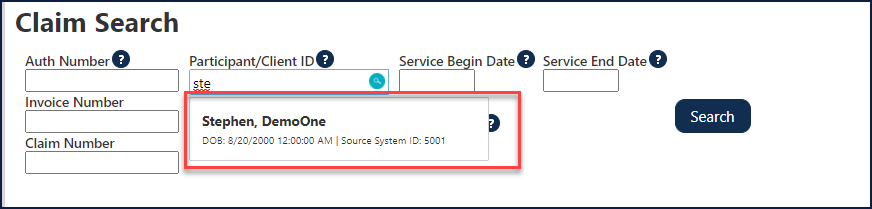 Claim Search
Auth Number ? Participant/Client ID ? Service Begin Date ? Service End Date ?
ste
Invoice Number
Stephen, DemoOne
?
Search
DOB: 8/20/2000 12:00:00 AM | Source System ID: 5001
Claim Number